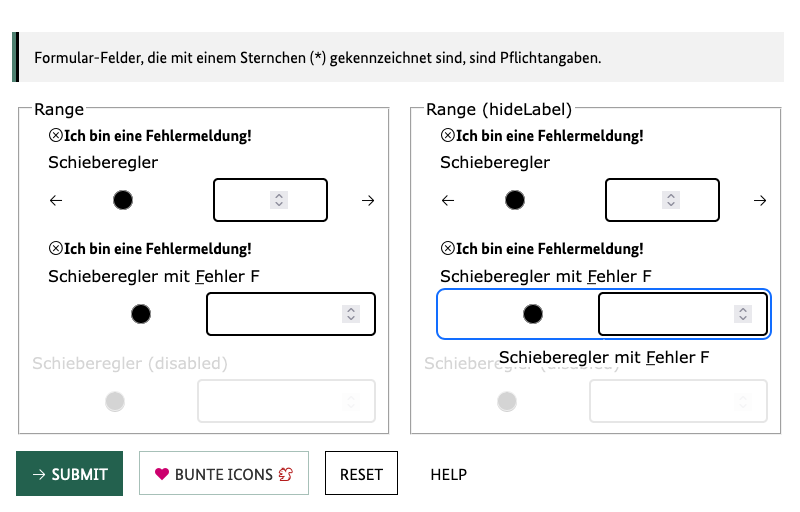 Formular-Felder, die mit einem Sternchen (*) gekennzeichnet sind, sind Pflichtangaben.
Range
Ich bin eine Fehlermeldung!
Schieberegler
Ich bin eine Fehlermeldung!
Schieberegler mit Fehler F
Schieberegler (disabled)
Range (hideLabel)
Ich bin eine Fehlermeldung!
Schieberegler
Ich bin eine Fehlermeldung!
Schieberegler mit Fehler F
Schieberegler mit Fehler F
Schieberegler (disabled)
SUBMIT
BUNTE ICONS
RESET
HELP